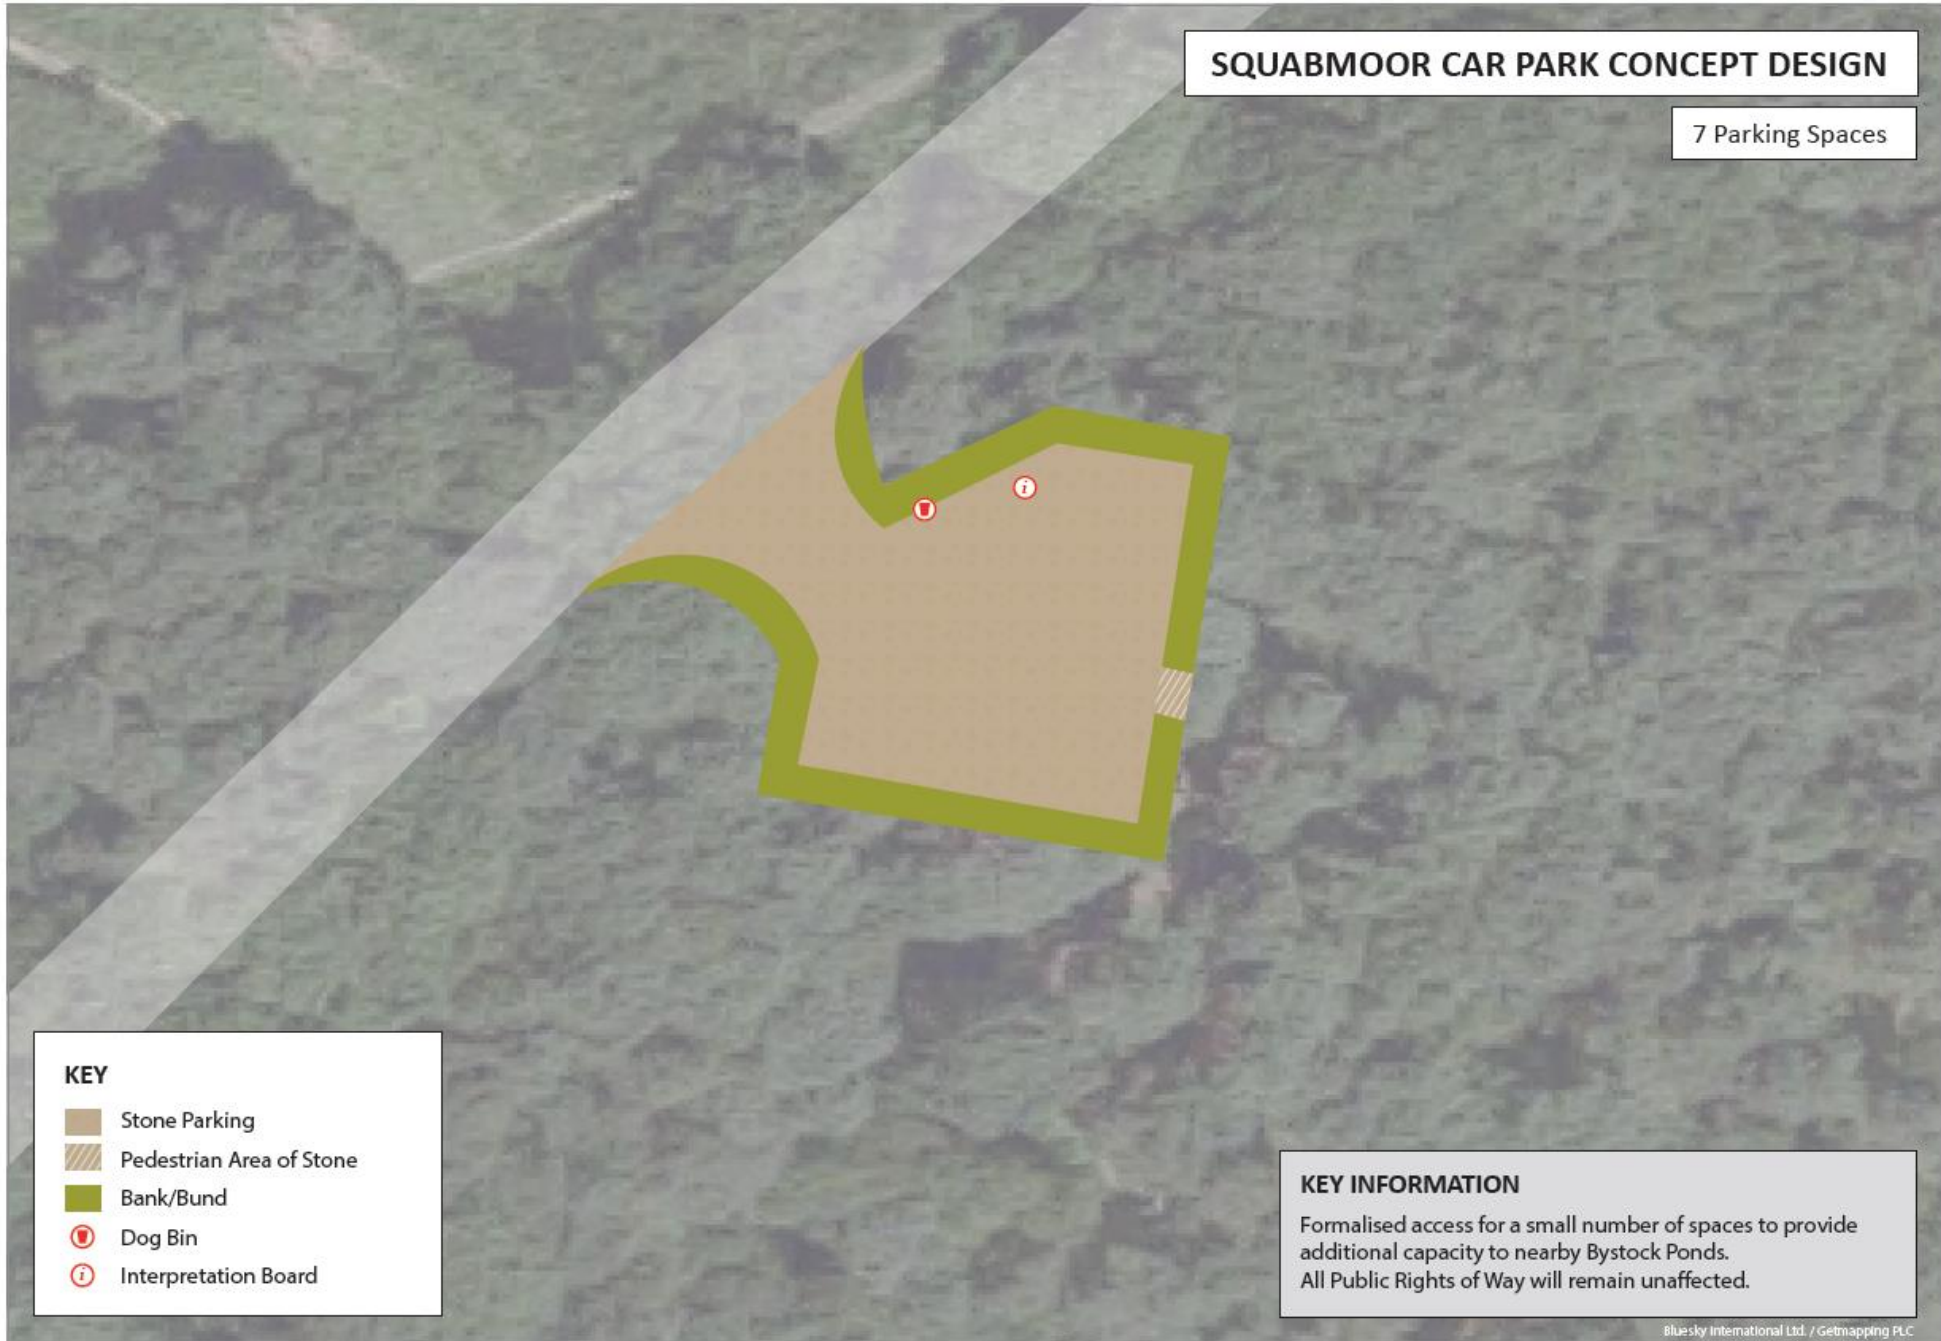 SQUABMOOR CAR PARK CONCEPT DESIGN
7 Parking Spaces
KEY
Stone Parking
Pedestrian Area of Stone
Bank/Bund
Dog Bin
i Interpretation Board
i
KEY INFORMATION
Formalised access for a small number of spaces to provide
additional capacity to nearby Bystock Ponds.
All Public Rights of Way will remain unaffected.
Bluesky International Ltd. / Getmapping PLC